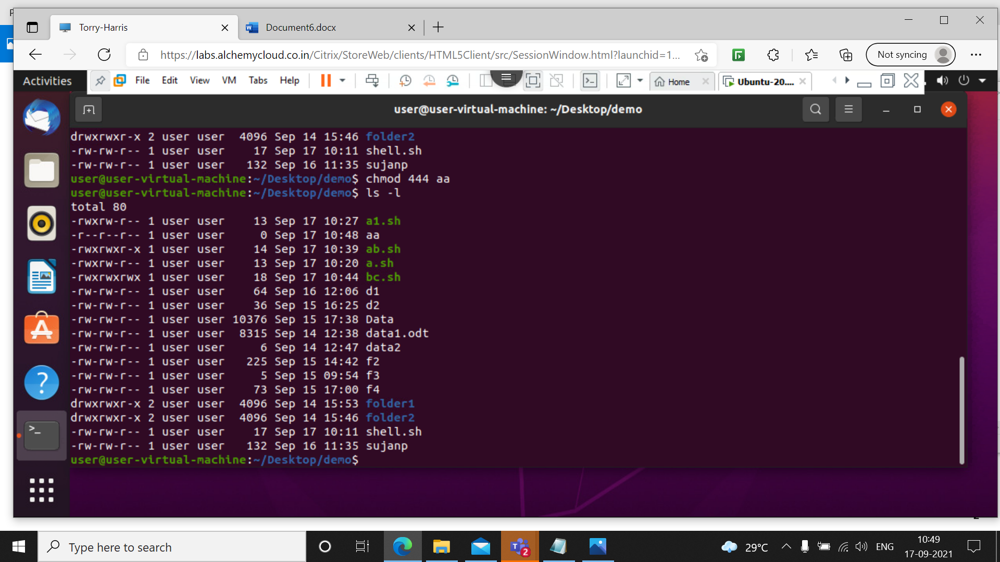 Torry-Harris
Document6.docx
https://labs.alchemycloud.co.in/Citrix/StoreWeb/clients/HTML5Client/src/SessionWindow.html?launchid=1...
Not syncing
Activities
File Edit View VM Tabs Help
Home
Ubuntu-20....
user@user-virtual-machine: ~/Desktop/demo
drwxrwxr-x 2 user user  4096 Sep 14 15:46 folder2
-rw-rw-r-- 1 user user    17 Sep 17 10:11 shell.sh
-rw-rw-r-- 1 user user   132 Sep 16 11:35 sujanp
user@user-virtual-machine:~/Desktop/demo$ chmod 444 aa
user@user-virtual-machine:~/Desktop/demo$ ls -l
total 80
-rwxrw-r-- 1 user user    13 Sep 17 10:27 a1.sh
-r--r--r-- 1 user user     0 Sep 17 10:48 aa
-rwxrwxr-x 1 user user    14 Sep 17 10:39 ab.sh
-rwxrw-r-- 1 user user    13 Sep 17 10:20 a.sh
-rwxrwxrwx 1 user user    18 Sep 17 10:44 bc.sh
-rw-rw-r-- 1 user user    64 Sep 16 12:06 d1
-rw-rw-r-- 1 user user    36 Sep 15 16:25 d2
-rw-rw-r-- 1 user user 10376 Sep 15 17:38 Data
-rw-rw-r-- 1 user user  8315 Sep 14 12:38 data1.odt
-rw-rw-r-- 1 user user     6 Sep 14 12:47 data2
-rw-rw-r-- 1 user user   225 Sep 15 14:42 f2
-rw-rw-r-- 1 user user     5 Sep 15 09:54 f3
-rw-rw-r-- 1 user user    73 Sep 15 17:00 f4
drwxrwxr-x 2 user user  4096 Sep 14 15:53 folder1
drwxrwxr-x 2 user user  4096 Sep 14 15:46 folder2
-rw-rw-r-- 1 user user    17 Sep 17 10:11 shell.sh
-rw-rw-r-- 1 user user   132 Sep 16 11:35 sujanp
user@user-virtual-machine:~/Desktop/demo$
Type here to search
2
29°C
ENG
10:49
17-09-2021